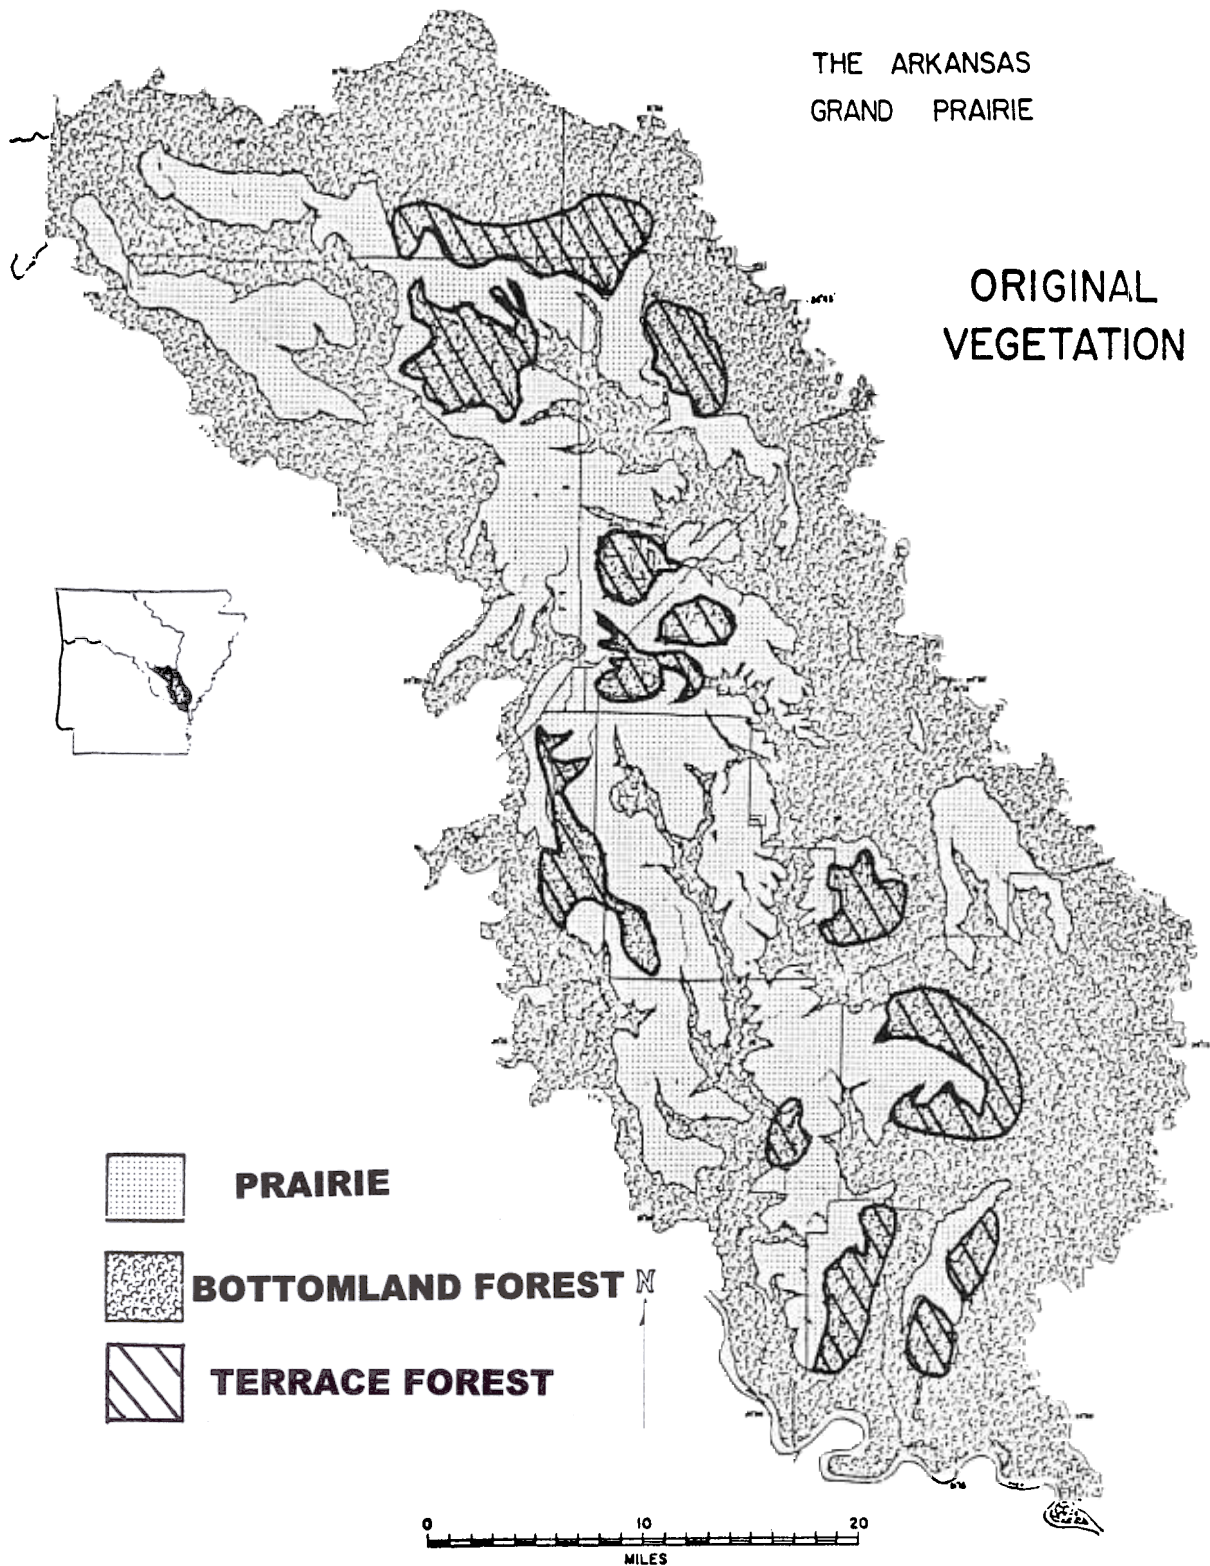 THE ARKANSAS
GRAND PRAIRIE
ORIGINAL
VEGETATION
PRAIRIE
BOTTOMLAND FOREST
N
TERRACE FOREST
0 10 20
MILES